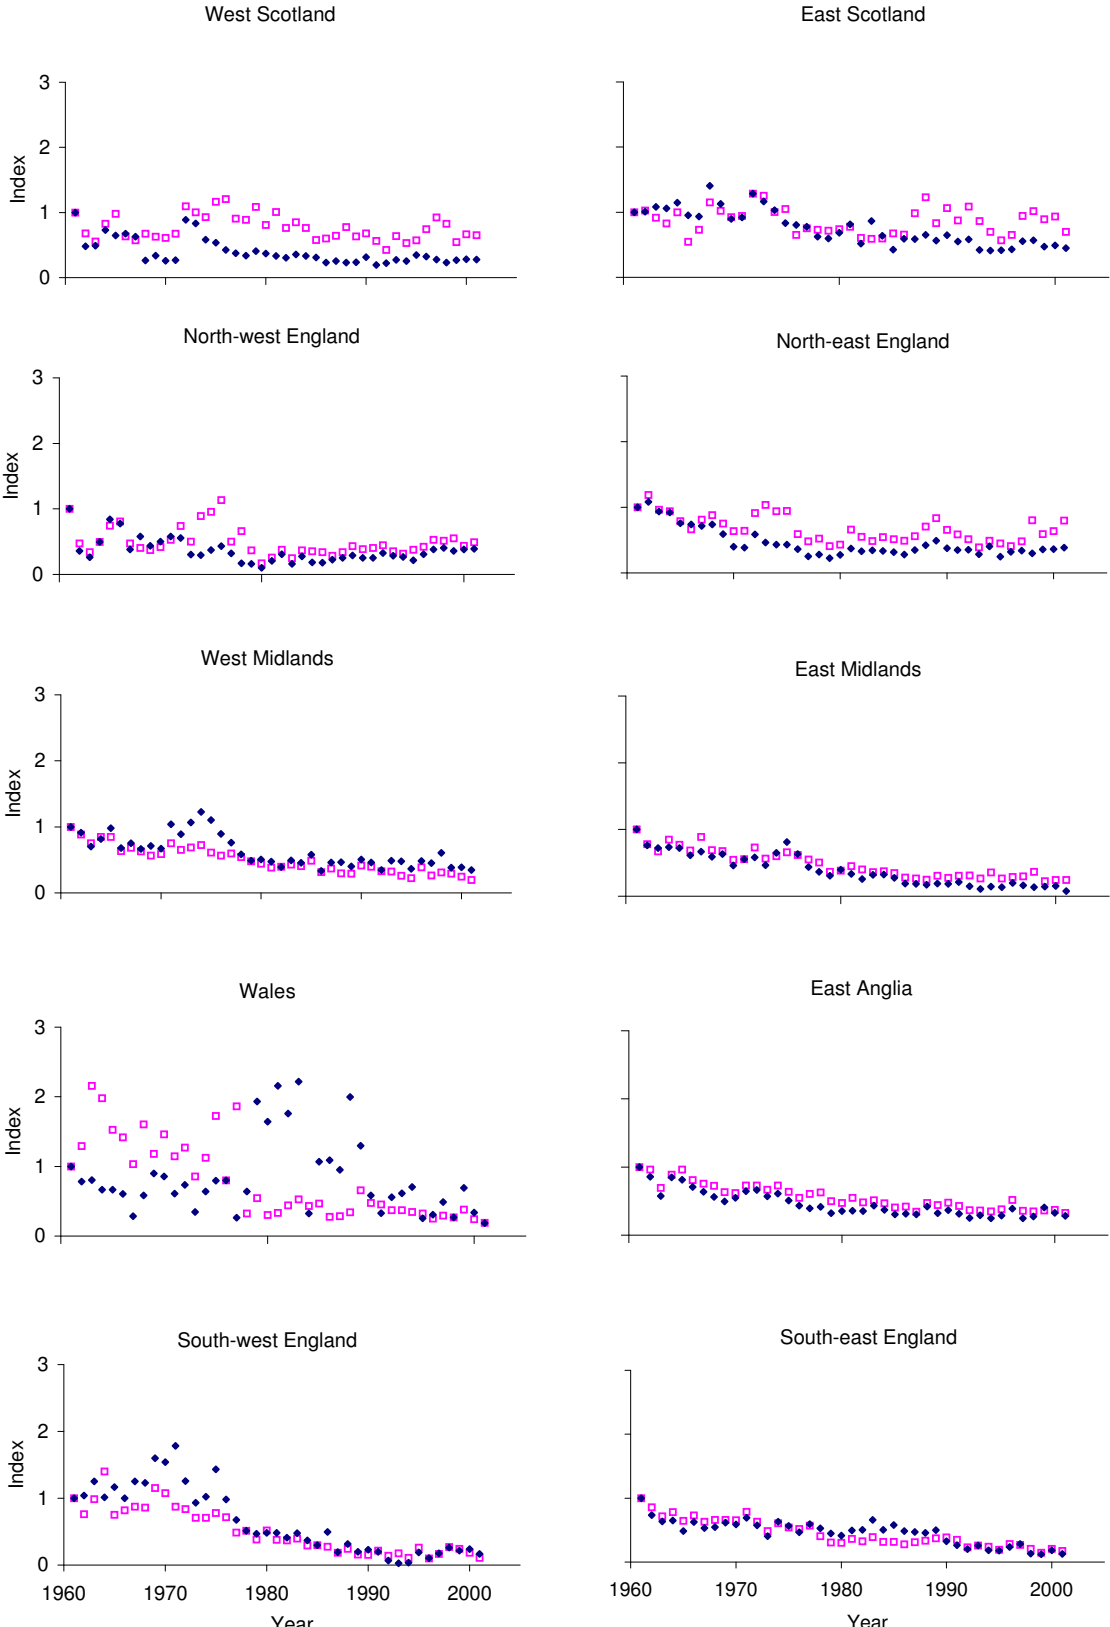 West Scotland
East Scotland
3
2
1
0
Index
North-west England
North-east England
3
2
1
0
Index
West Midlands
East Midlands
3
2
1
0
Index
Wales
East Anglia
3
2
1
0
Index
South-west England
South-east England
3
2
1
0
Index
1960 1970 1980 1990 2000
Year
1960 1970 1980 1990 2000
Year